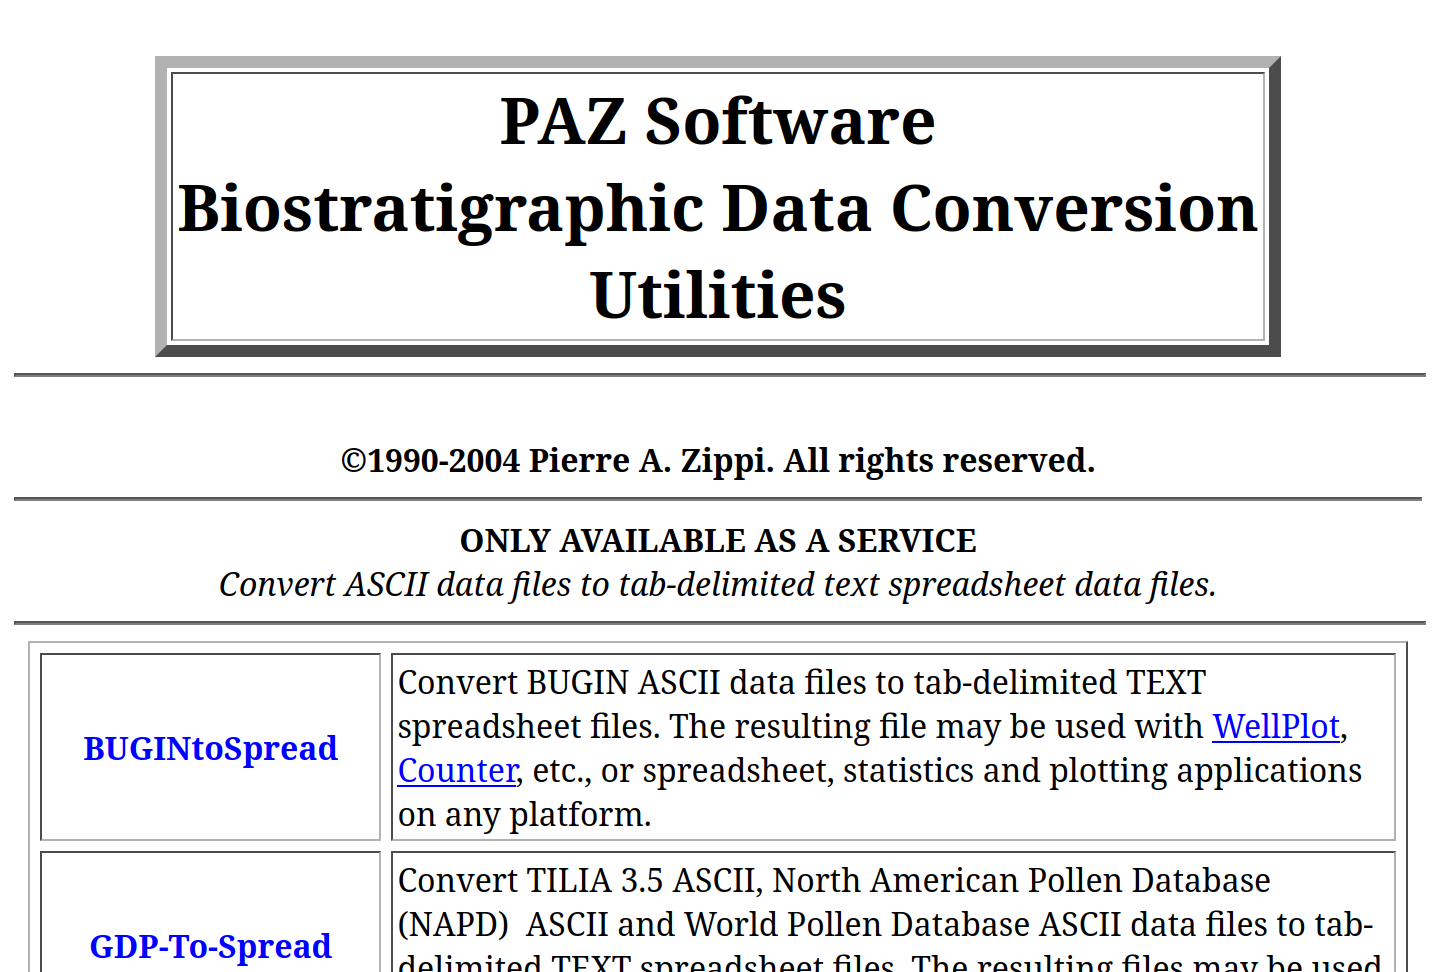 PAZ Software
Biostratigraphic Data Conversion
Utilities
©1990-2004 Pierre A. Zippi. All rights reserved.
ONLY AVAILABLE AS A SERVICE
Convert ASCII data files to tab-delimited text spreadsheet data files.
BUGINtoSpread
Convert BUGIN ASCII data files to tab-delimited TEXT
spreadsheet files. The resulting file may be used with WellPlot,
Counter, etc., or spreadsheet, statistics and plotting applications
on any platform.
GDP-To-Spread
Convert TILIA 3.5 ASCII, North American Pollen Database
(NAPD)  ASCII and World Pollen Database ASCII data files to tab-
delimited TEXT spreadsheet files. The resulting files may be used